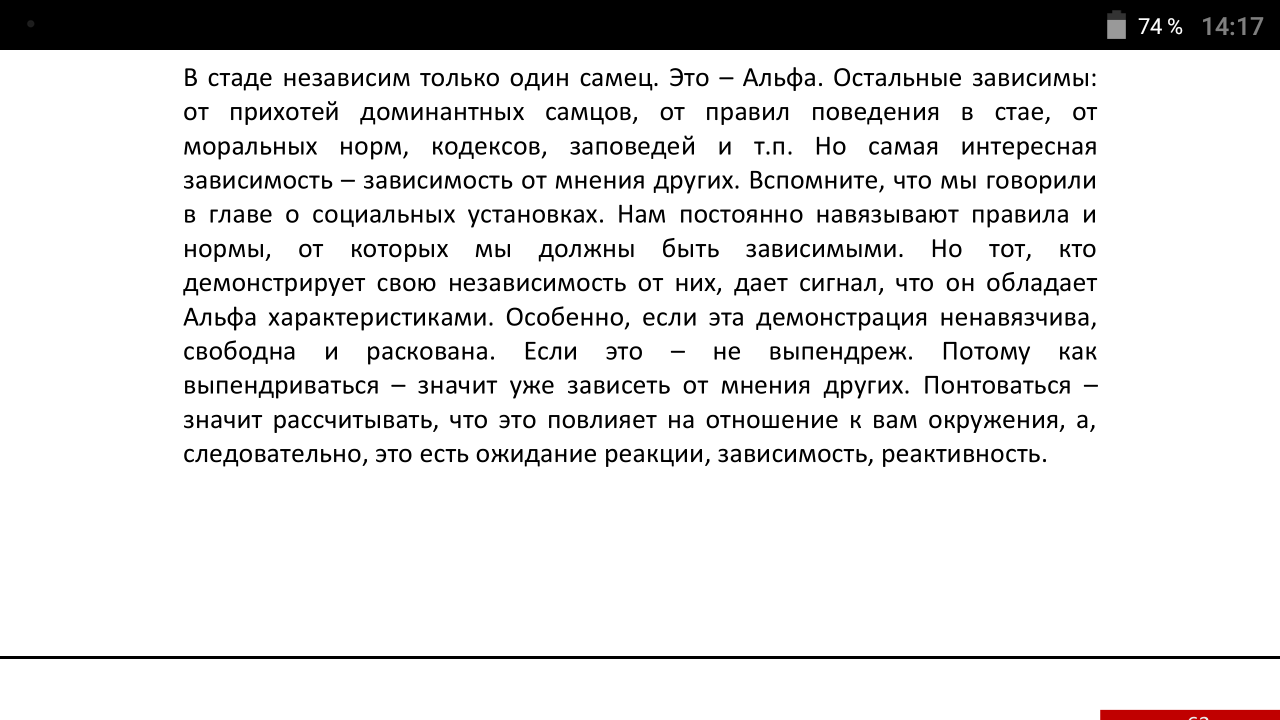 74 % 14:17
В стаде независим только один самец. Это – Альфа. Остальные зависимы:
от прихотей доминантных самцов, от правил поведения в стае, от
моральных норм, кодексов, заповедей и т.п. Но самая интересная
зависимость – зависимость от мнения других. Вспомните, что мы говорили
в главе о социальных установках. Нам постоянно навязывают правила и
нормы, от которых мы должны быть зависимыми. Но тот, кто
демонстрирует свою независимость от них, дает сигнал, что он обладает
Альфа характеристиками. Особенно, если эта демонстрация ненавязчива,
свободна и раскована. Если это – не выпендреж. Потому как
выпендриваться – значит уже зависеть от мнения других. Понтоваться –
значит рассчитывать, что это повлияет на отношение к вам окружения, а,
следовательно, это есть ожидание реакции, зависимость, реактивность.